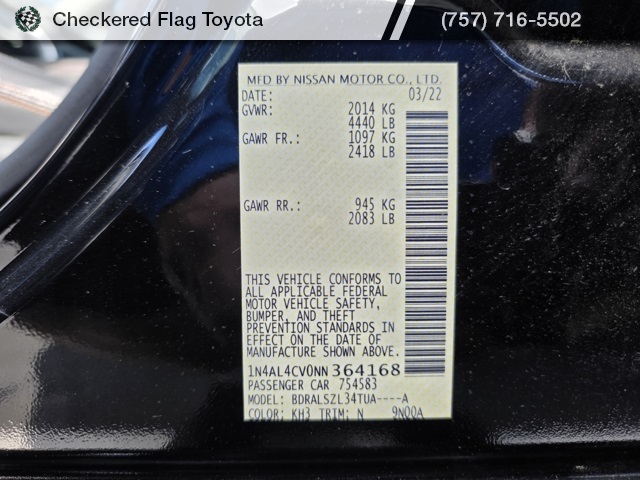 Checkered Flag Toyota
(757) 716-5502
MFD BY NISSAN MOTOR CO., LTD.
DATE: 03/22
GVWR: 2014 KG
4440 LB
GAWR FR.: 1097 KG
2418 LB
GAWR RR.: 945 KG
2083 LB
THIS VEHICLE CONFORMS TO
ALL APPLICABLE FEDERAL
MOTOR VEHICLE SAFETY,
BUMPER, AND THEFT
PREVENTION STANDARDS IN
EFFECT ON THE DATE OF
MANUFACTURE SHOWN ABOVE.
1N4AL4CV0NN364168
PASSENGER CAR 754583
MODEL: BDRALSZL34TUA----A
COLOR: KH3 TRIM: N 9N00A